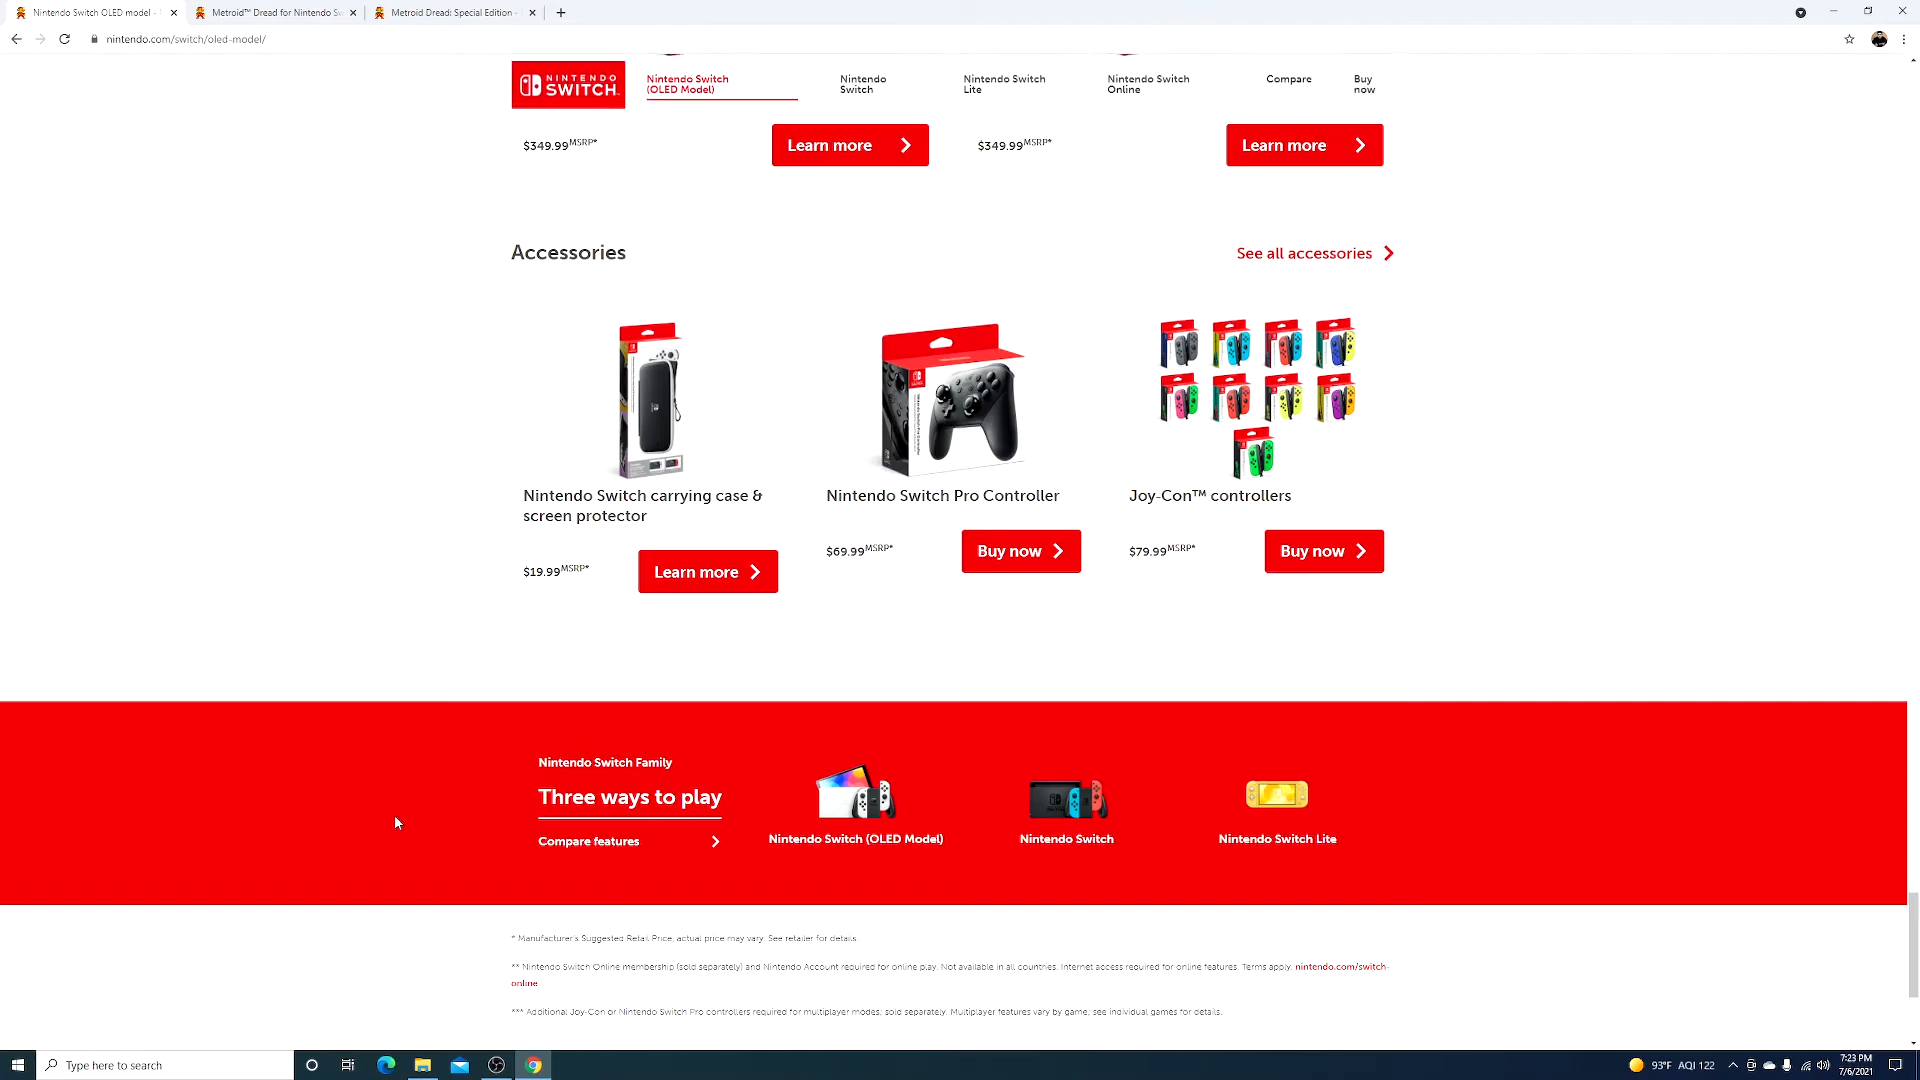 Nintendo Switch OLED model -
Metroid™ Dread for Nintendo Sw
Metroid Dread: Special Edition -
nintendo.com/switch/oled-model/
NINTENDO
SWITCH
Nintendo Switch
(OLED Model)
Nintendo
Switch
Nintendo Switch
Lite
Nintendo Switch
Online
Compare
Buy
now
$349.99MSRP*
Learn more
$349.99MSRP*
Learn more
Accessories
See all accessories
Nintendo Switch carrying case &
screen protector
Nintendo Switch Pro Controller
Joy-Con™ controllers
$19.99MSRP*
Learn more
$69.99MSRP*
Buy now
$79.99MSRP*
Buy now
Nintendo Switch Family
Three ways to play
Compare features
Nintendo Switch (OLED Model)
Nintendo Switch
Nintendo Switch Lite
* Manufacturer's Suggested Retail Price, actual price may vary. See retailer for details.
** Nintendo Switch Online membership (sold separately) and Nintendo Account required for online play. Not available in all countries. Internet access required for online features. Terms apply. nintendo.com/switch-
online
*** Additional Joy-Con or Nintendo Switch Pro controllers required for multiplayer modes; sold separately. Multiplayer features vary by game; see individual games for details.
Type here to search
93°F AQI 122
7:23 PM
7/6/2021